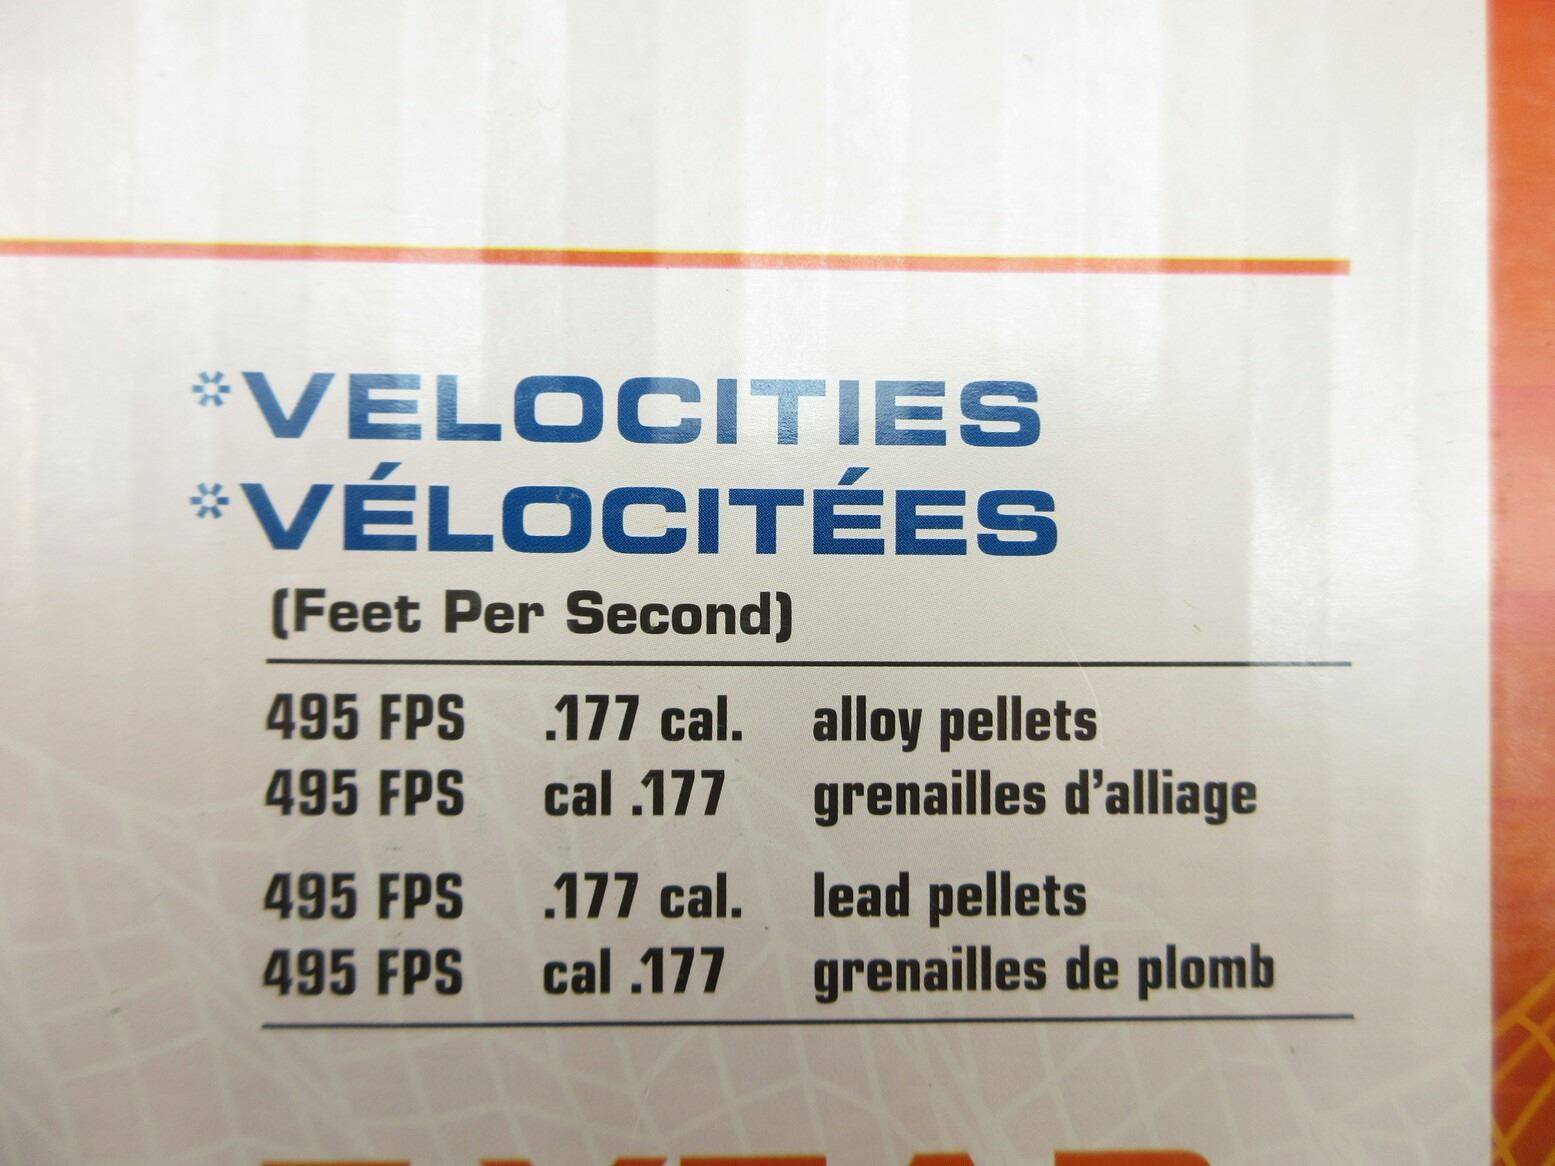 *VELOCITIES
*VÉLOCITÉES
(Feet Per Second)
495 FPS .177 cal. alloy pellets
495 FPS cal .177 grenailles d'alliage
495 FPS .177 cal. lead pellets
495 FPS cal .177 grenailles de plomb